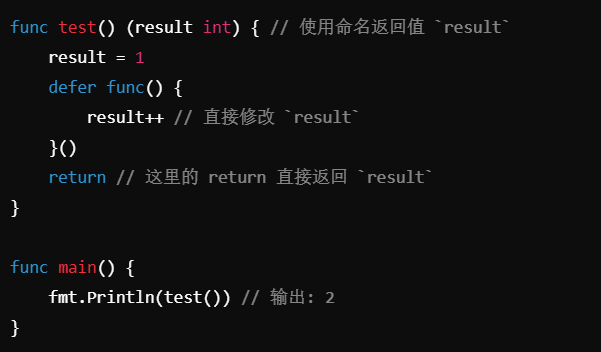 func test() (result int) { // 使用命名返回值 `result`
    result = 1
    defer func() {
        result++ // 直接修改 `result`
    }()
    return // 这里的 return 直接返回 `result`
}

func main() {
    fmt.Println(test()) // 输出: 2
}